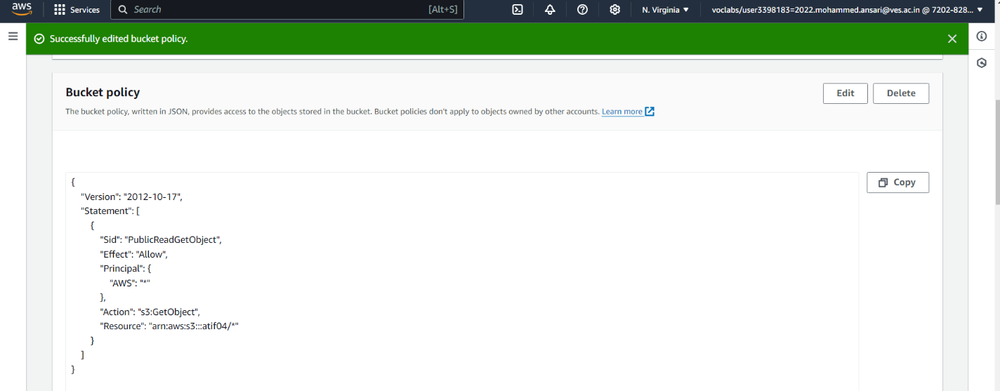 aws
Services
Search [Alt+S]
N. Virginia
voclabs/user3398183=2022.mohammed.ansari@ves.ac.in @ 7202-828...
Successfully edited bucket policy.
Bucket policy
Edit
Delete
The bucket policy, written in JSON, provides access to the objects stored in the bucket. Bucket policies don't apply to objects owned by other accounts. Learn more
Copy
{
"Version": "2012-10-17",
"Statement": [
{
"Sid": "PublicReadGetObject",
"Effect": "Allow",
"Principal": {
"AWS": "*"
},
"Action": "s3:GetObject",
"Resource": "arn:aws:s3:::atif04/*"
}
]
}